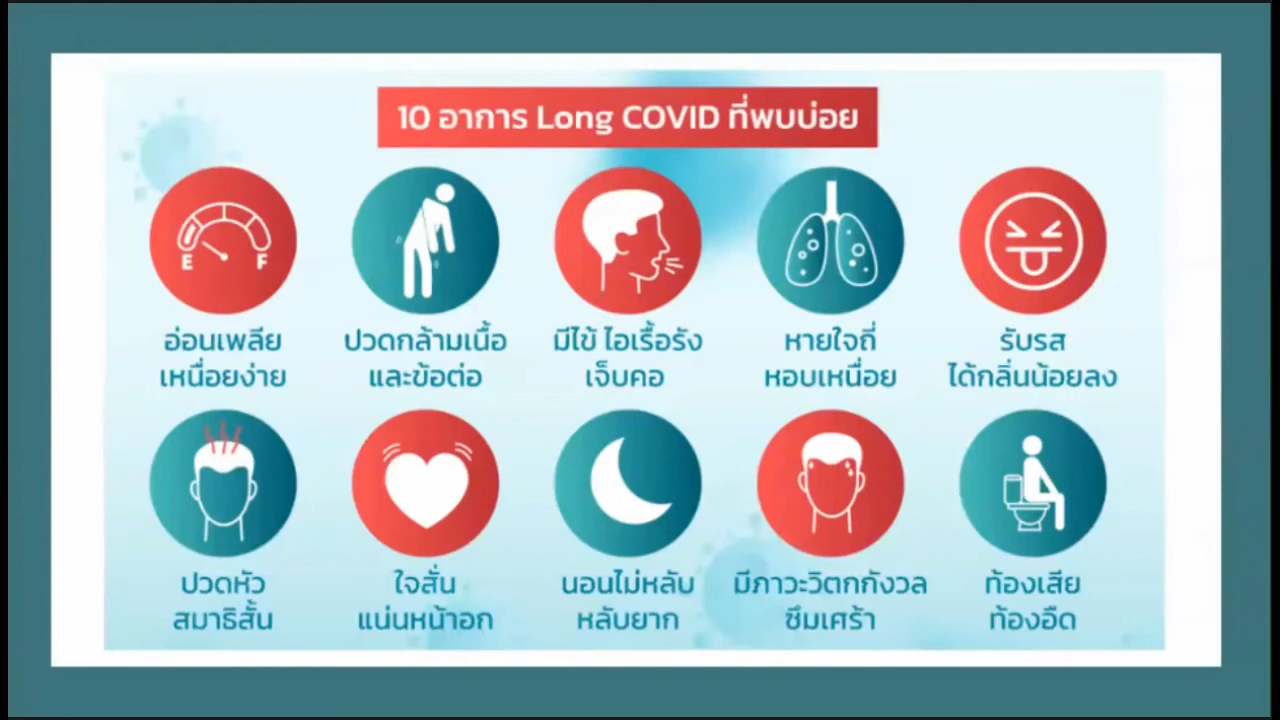 10 อาการ Long COVID ที่พบบ่อย
E F
อ่อนเพลีย
เหนื่อยง่าย
ปวดกล้ามเนื้อ
และข้อต่อ
มีไข้ ไอเรื้อรัง
เจ็บคอ
หายใจถี่
หอบเหนื่อย
รับรส
ได้กลิ่นน้อยลง
ปวดหัว
สมาธิสั้น
ใจสั่น
แน่นหน้าอก
นอนไม่หลับ
หลับยาก
มีภาวะวิตกกังวล
ซึมเศร้า
ท้องเสีย
ท้องอืด